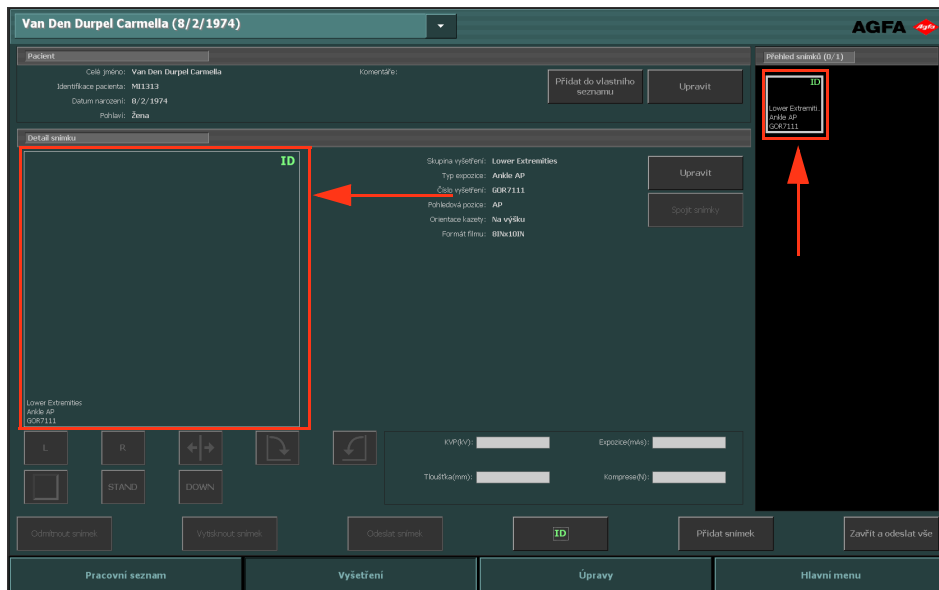 Van Den Durpel Carmella (8/2/1974)
AGFA
Pacient
Celé jméno: Van Den Durpel Carmella
Identifikace pacienta: MI1313
Datum narození: 8/2/1974
Pohlaví: Žena
Komentáře:
Přidat do vlastního
seznamu
Upravit
Přehled snímků (0/1)
ID
Lower Extremiti..
Ankle AP
GOR7111
Detail snímku
ID
Lower Extremities
Ankle AP
GOR7111
Skupina vyšetření: Lower Extremities
Typ expozice: Ankle AP
Číslo vyšetření: GOR7111
Pohledová pozice: AP
Orientace kazety: Na výšku
Formát filmu: 8INx10IN
Upravit
Spojit snímky
L
R
STAND
DOWN
KVP(kV):
Expozice(mAs):
Tloušťka(mm):
Komprese(N):
Odmítnout snímek
Vytisknout snímek
Odeslat snímek
ID
Přidat snímek
Zavřít a odeslat vše
Pracovní seznam
Vyšetření
Úpravy
Hlavní menu